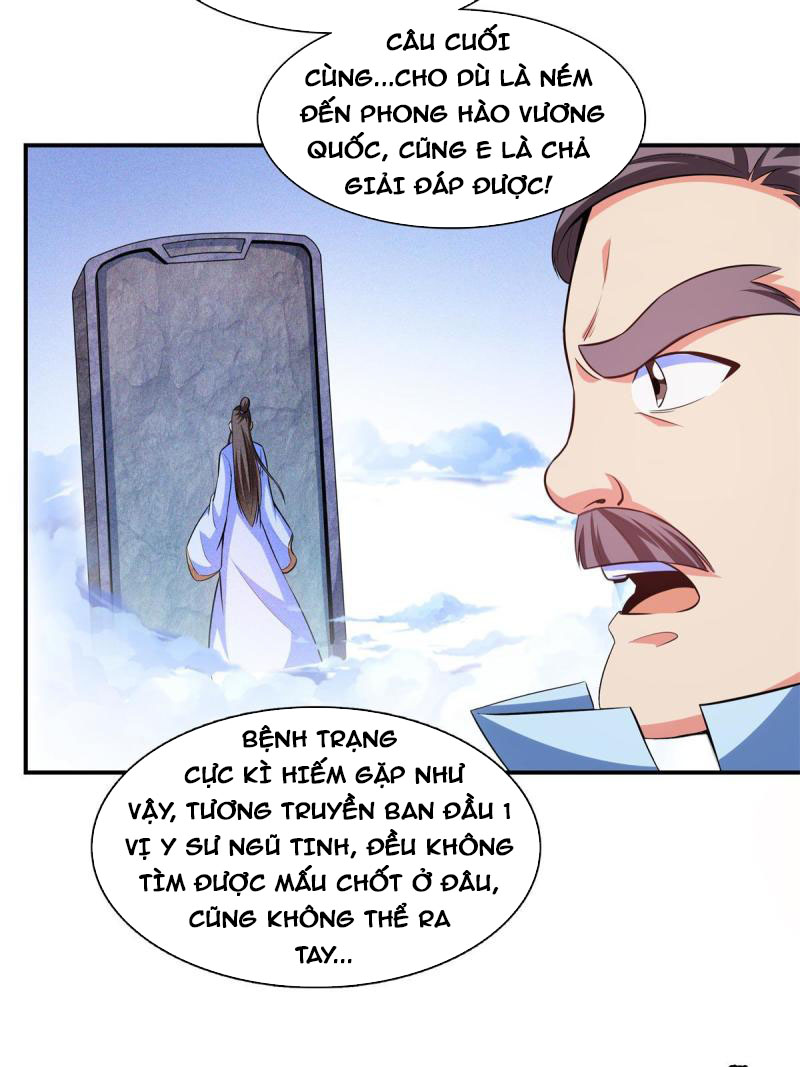 CÂU CUỐI
CÙNG...CHO DÙ LÀ NÉM
ĐẾN PHONG HÀO VƯƠNG
QUỐC, CŨNG E LÀ CHẢ
GIẢI ĐÁP ĐƯỢC!
BỆNH TRẠNG
CỰC KÌ HIẾM GẶP NHƯ
VẬY, TƯƠNG TRUYỀN BAN ĐẦU 1
VỊ Y SƯ NGŨ TINH, ĐỀU KHÔNG
TÌM ĐƯỢC MẤU CHỐT Ở ĐÂU,
CŨNG KHÔNG THỂ RA
TAY...